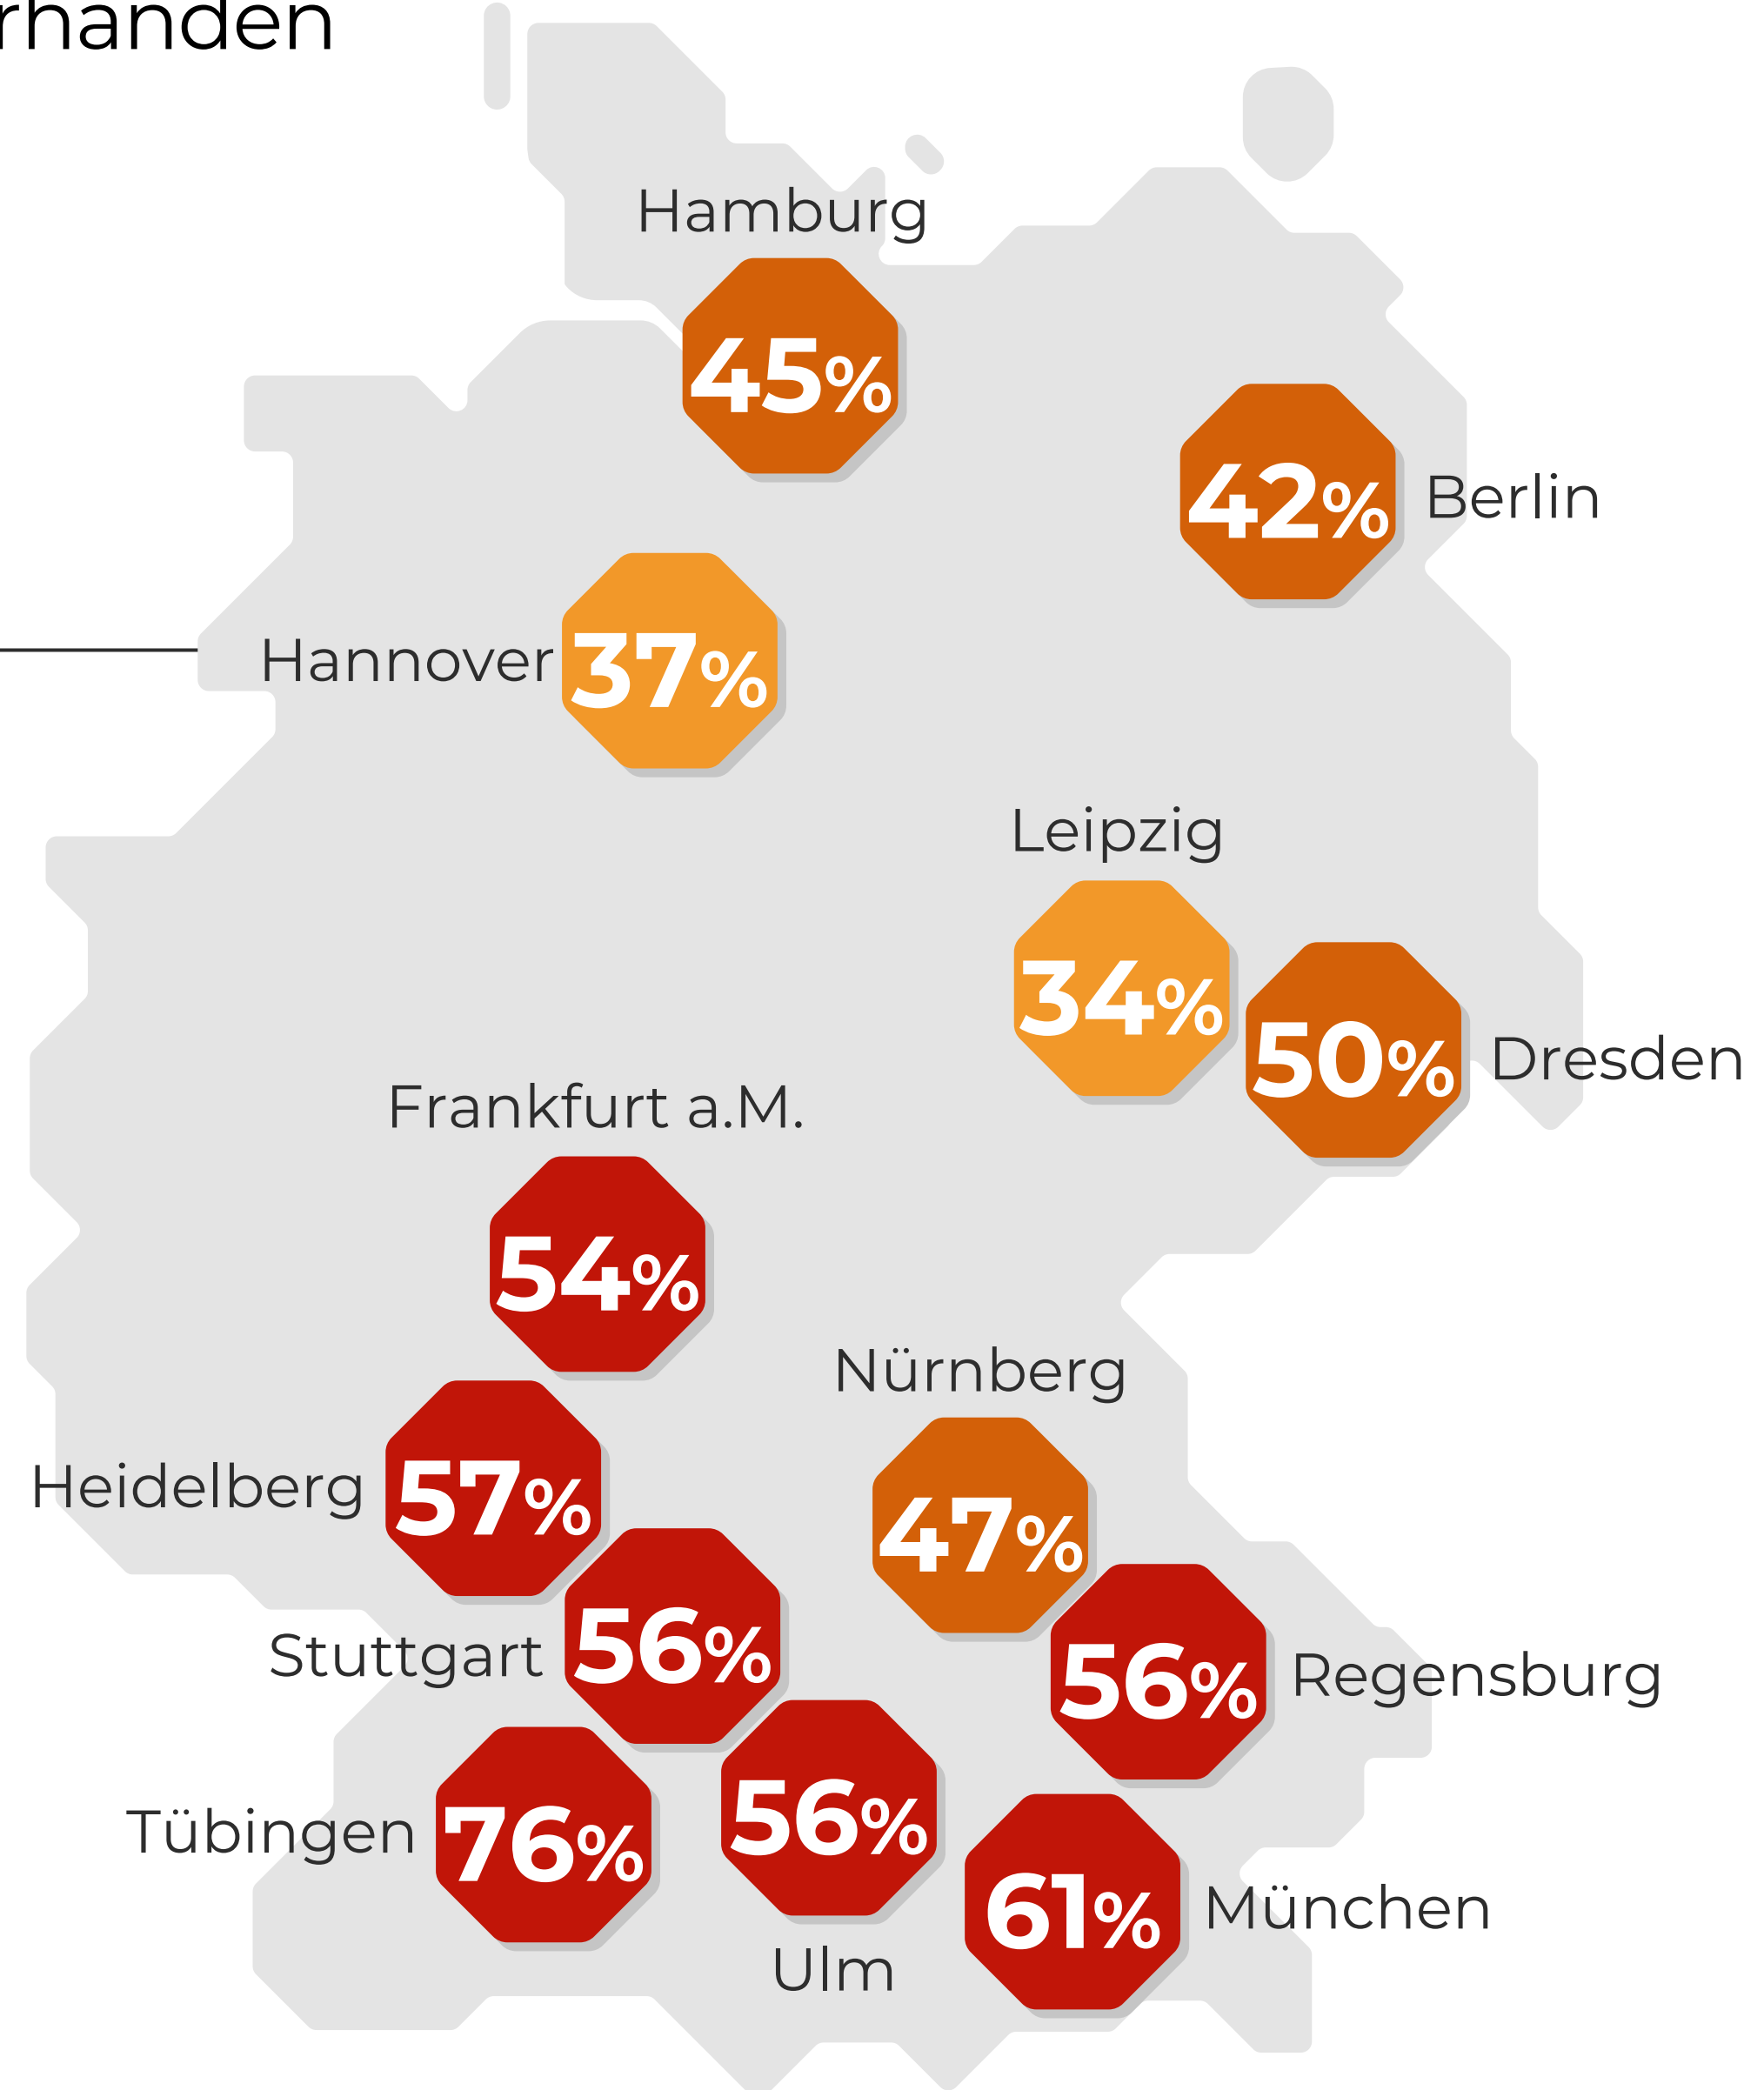 Hamburg
45%
42%
Berlin
Hannover
37%
Leipzig
34%
50%
Dresden
Frankfurt a.M.
54%
Nürnberg
47%
Heidelberg
57%
Stuttgart
56%
56%
Regensburg
Tübingen
76%
56%
Ulm
61%
München